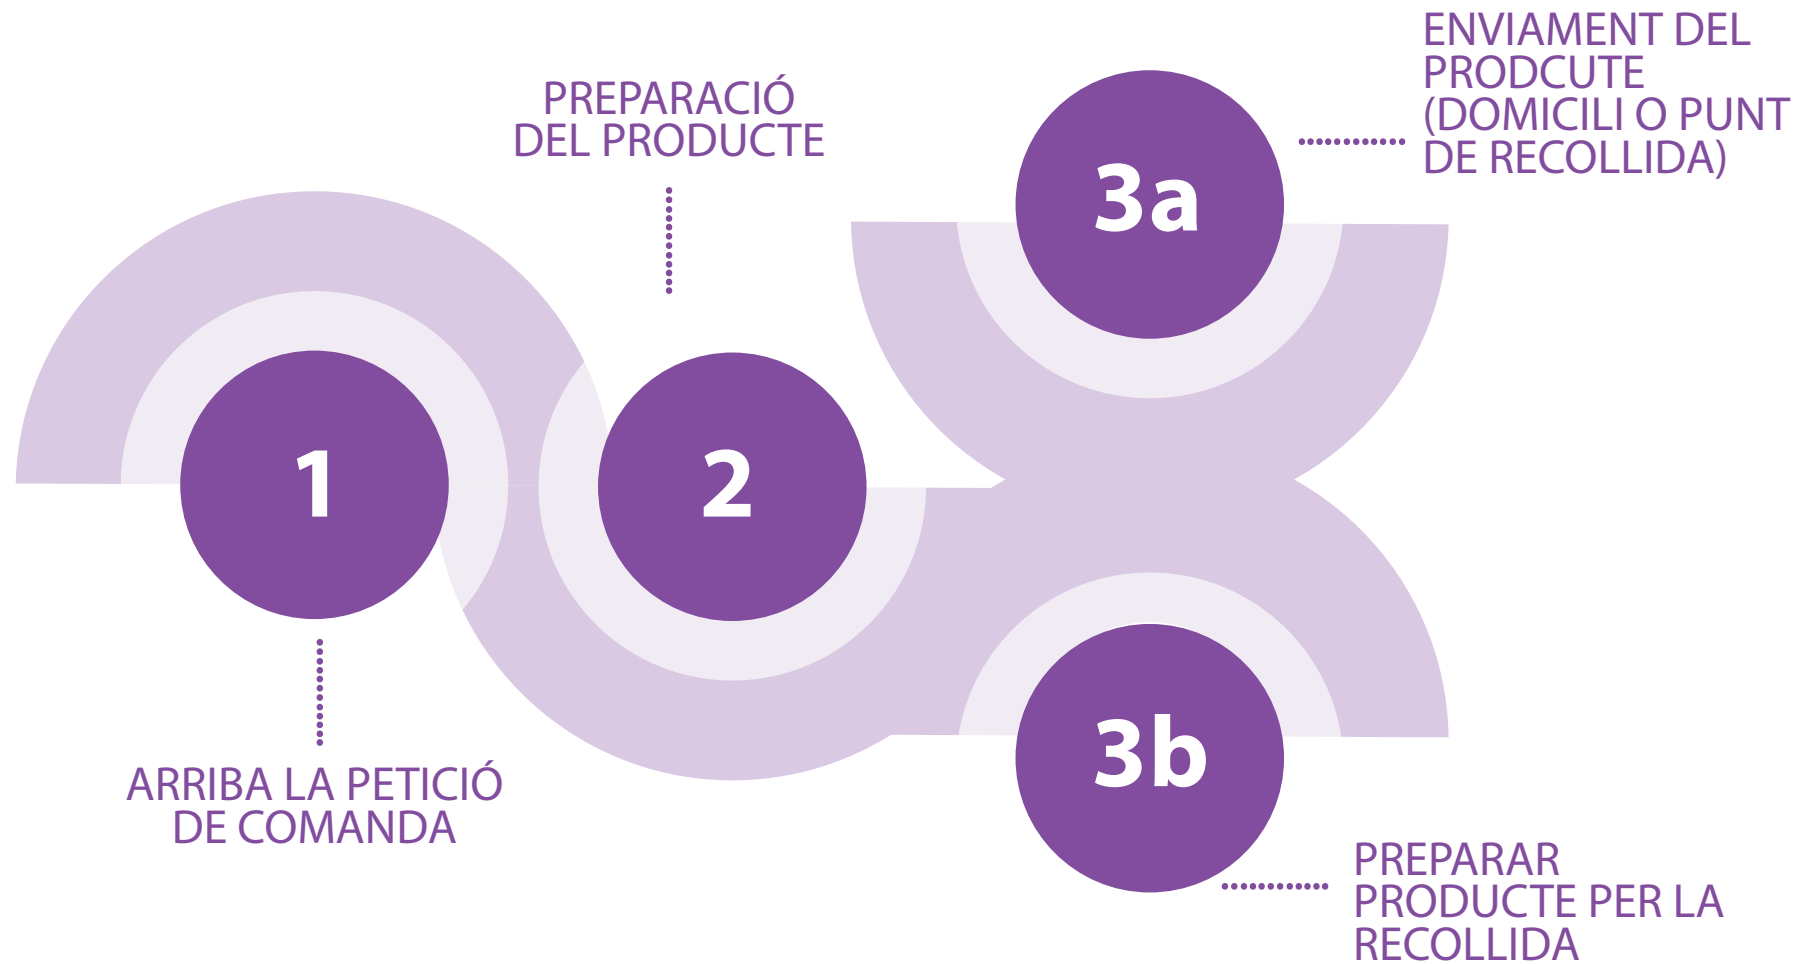 1
ARRIBA LA PETICIÓ
DE COMANDA
PREPARACIÓ
DEL PRODUCTE
2
3a
ENVIAMENT DEL
PRODCUTE
(DOMICILI O PUNT
DE RECOLLIDA)
3b
PREPARAR
PRODUCTE PER LA
RECOLLIDA